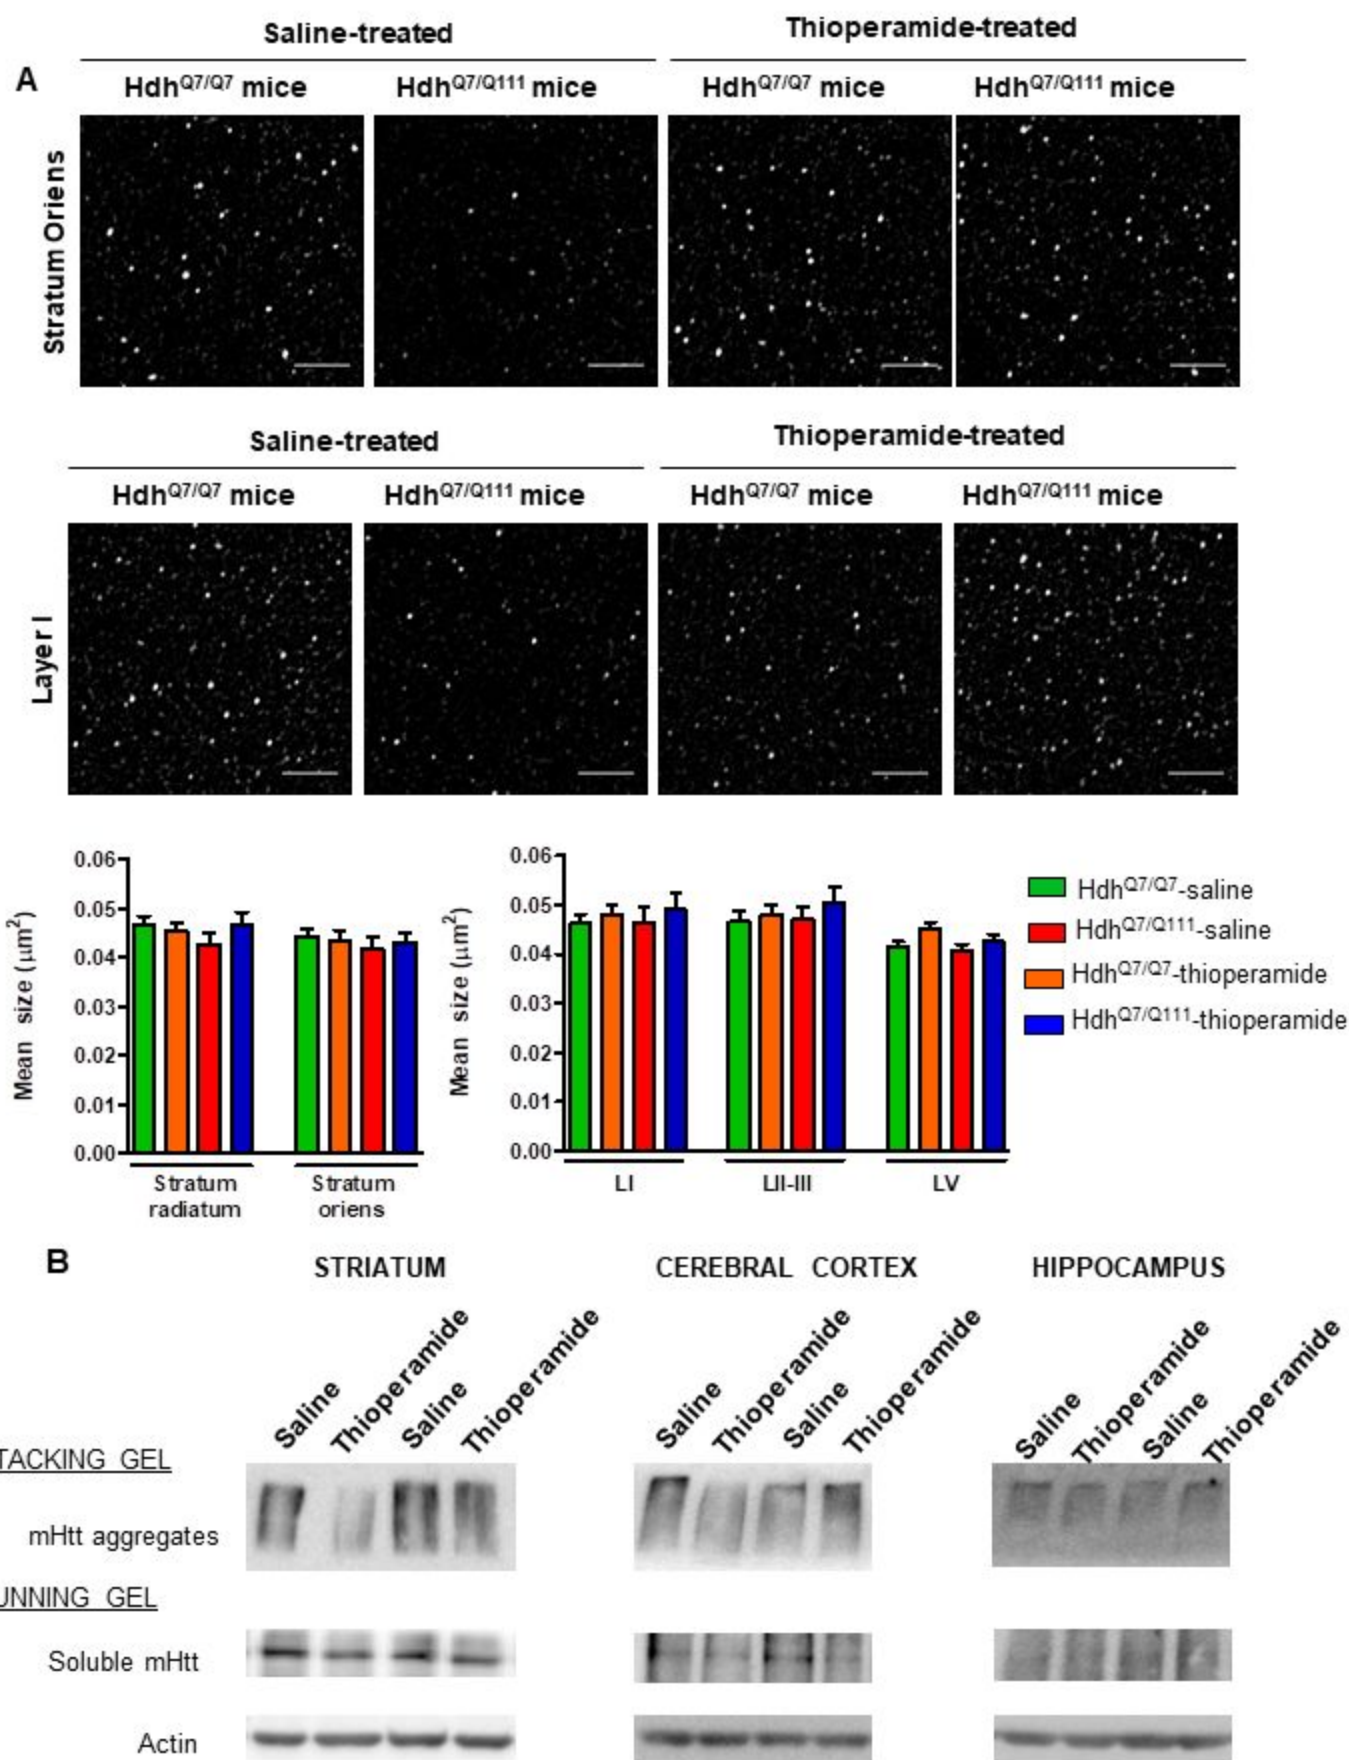 Saline-treated
Thioperamide-treated
A
HdhQ7/Q7 mice
HdhQ7/Q111 mice
HdhQ7/Q7 mice
HdhQ7/Q111 mice
Stratum Oriens
Saline-treated
Thioperamide-treated
HdhQ7/Q7 mice
HdhQ7/Q111 mice
HdhQ7/Q7 mice
HdhQ7/Q111 mice
Layer I
Mean size (μm2)
0.06
0.05
0.04
0.03
0.02
0.01
0.00
Stratum radiatum
Stratum oriens
Mean size (μm2)
0.06
0.05
0.04
0.03
0.02
0.01
0.00
LI
LII-III
LV
HdhQ7/Q7-saline
HdhQ7/Q111-saline
HdhQ7/Q7-thioperamide
HdhQ7/Q111-thioperamide
B
STRIATUM
CEREBRAL CORTEX
HIPPOCAMPUS
Saline
Thioperamide
Saline
Thioperamide
Saline
Thioperamide
Saline
Thioperamide
Saline
Thioperamide
Saline
Thioperamide
TACKING GEL
mHtt aggregates
UNNING GEL
Soluble mHtt
Actin